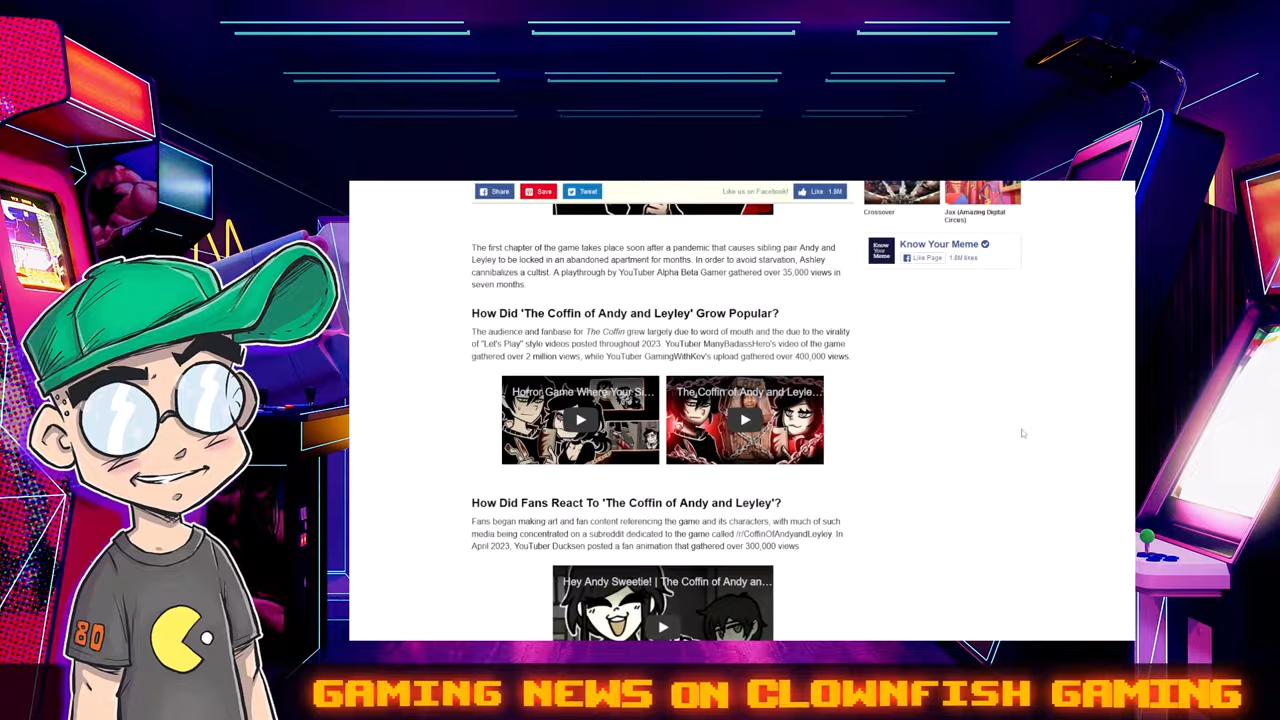 Share
Save
Tweet
Like us on Facebook!
Like 1.8M
Crossover
Jax (Amazing Digital
Circus)
Know Your Meme
Know Your Meme
Like Page
1.8M likes
The first chapter of the game takes place soon after a pandemic that causes sibling pair Andy and
Leyley to be locked in an abandoned apartment for months. In order to avoid starvation, Ashley
cannibalizes a cultist. A playthrough by YouTuber Alpha Beta Gamer gathered over 35,000 views in
seven months.
How Did 'The Coffin of Andy and Leyley' Grow Popular?
The audience and fanbase for The Coffin grew largely due to word of mouth and the due to the virality
of "Let's Play" style videos posted throughout 2023. YouTuber ManyBadassHero's video of the game
gathered over 2 million views, while YouTuber GamingWithKev's upload gathered over 400,000 views.
Horror Game Where Your Si...
The Coffin of Andy and Leyle...
How Did Fans React To 'The Coffin of Andy and Leyley'?
Fans began making art and fan content referencing the game and its characters, with much of such
media being concentrated on a subreddit dedicated to the game called /r/CoffinOfAndyandLeyley. In
April 2023, YouTuber Ducksen posted a fan animation that gathered over 300,000 views.
Hey Andy Sweetie! | The Coffin of Andy an...
80
GAMING NEWS ON CLOWNFISH GAMING